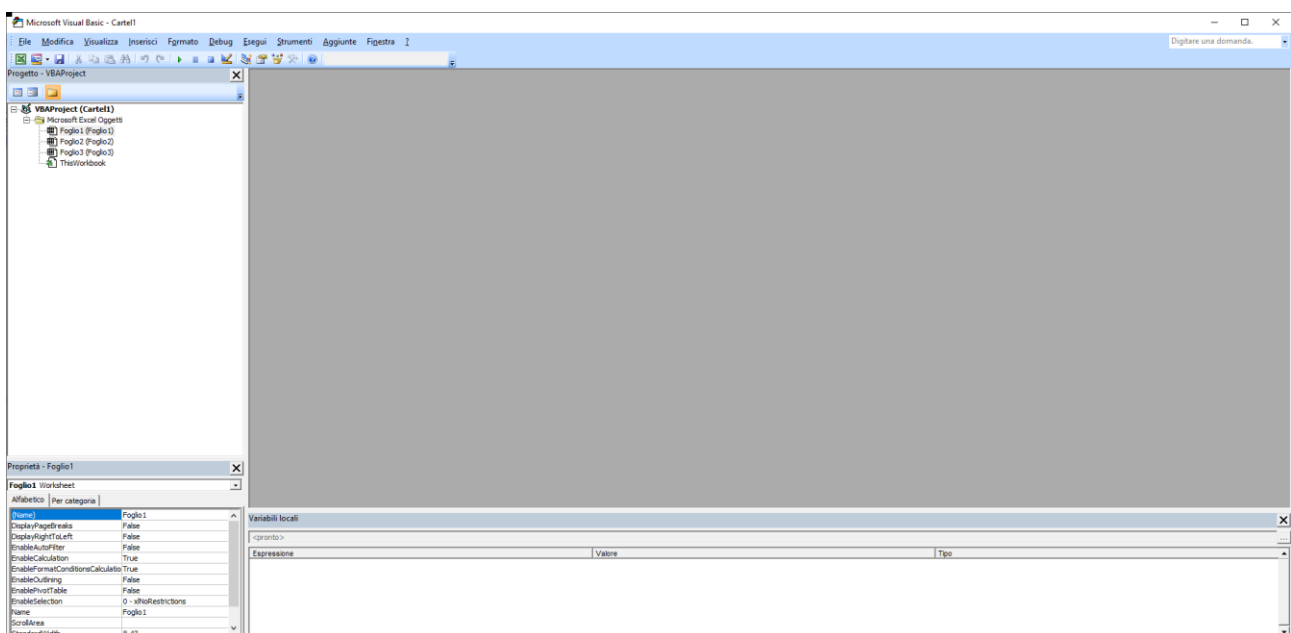 Microsoft Visual Basic - Cartel1
File Modifica Visualizza Inserisci Formato Debug Esegui Strumenti Aggiunte Finestra ?
Digitare una domanda.
Progetto - VBAProject
VBAProject (Cartel1)
Microsoft Excel Oggetti
Foglio1 (Foglio1)
Foglio2 (Foglio2)
Foglio3 (Foglio3)
ThisWorkbook
Proprietà - Foglio1
Foglio1 Worksheet
Alfabetico Per categoria
(Name) Foglio1
DisplayPageBreaks False
DisplayRightToLeft False
EnableAutoFilter False
EnableCalculation True
EnableFormatConditionsCalculatio True
EnableOutlining False
EnablePivotTable False
EnableSelection 0 - xlNoRestrictions
Name Foglio1
ScrollArea
StandardWidth
Variabili locali
<pronto>
...
Espressione Valore Tipo